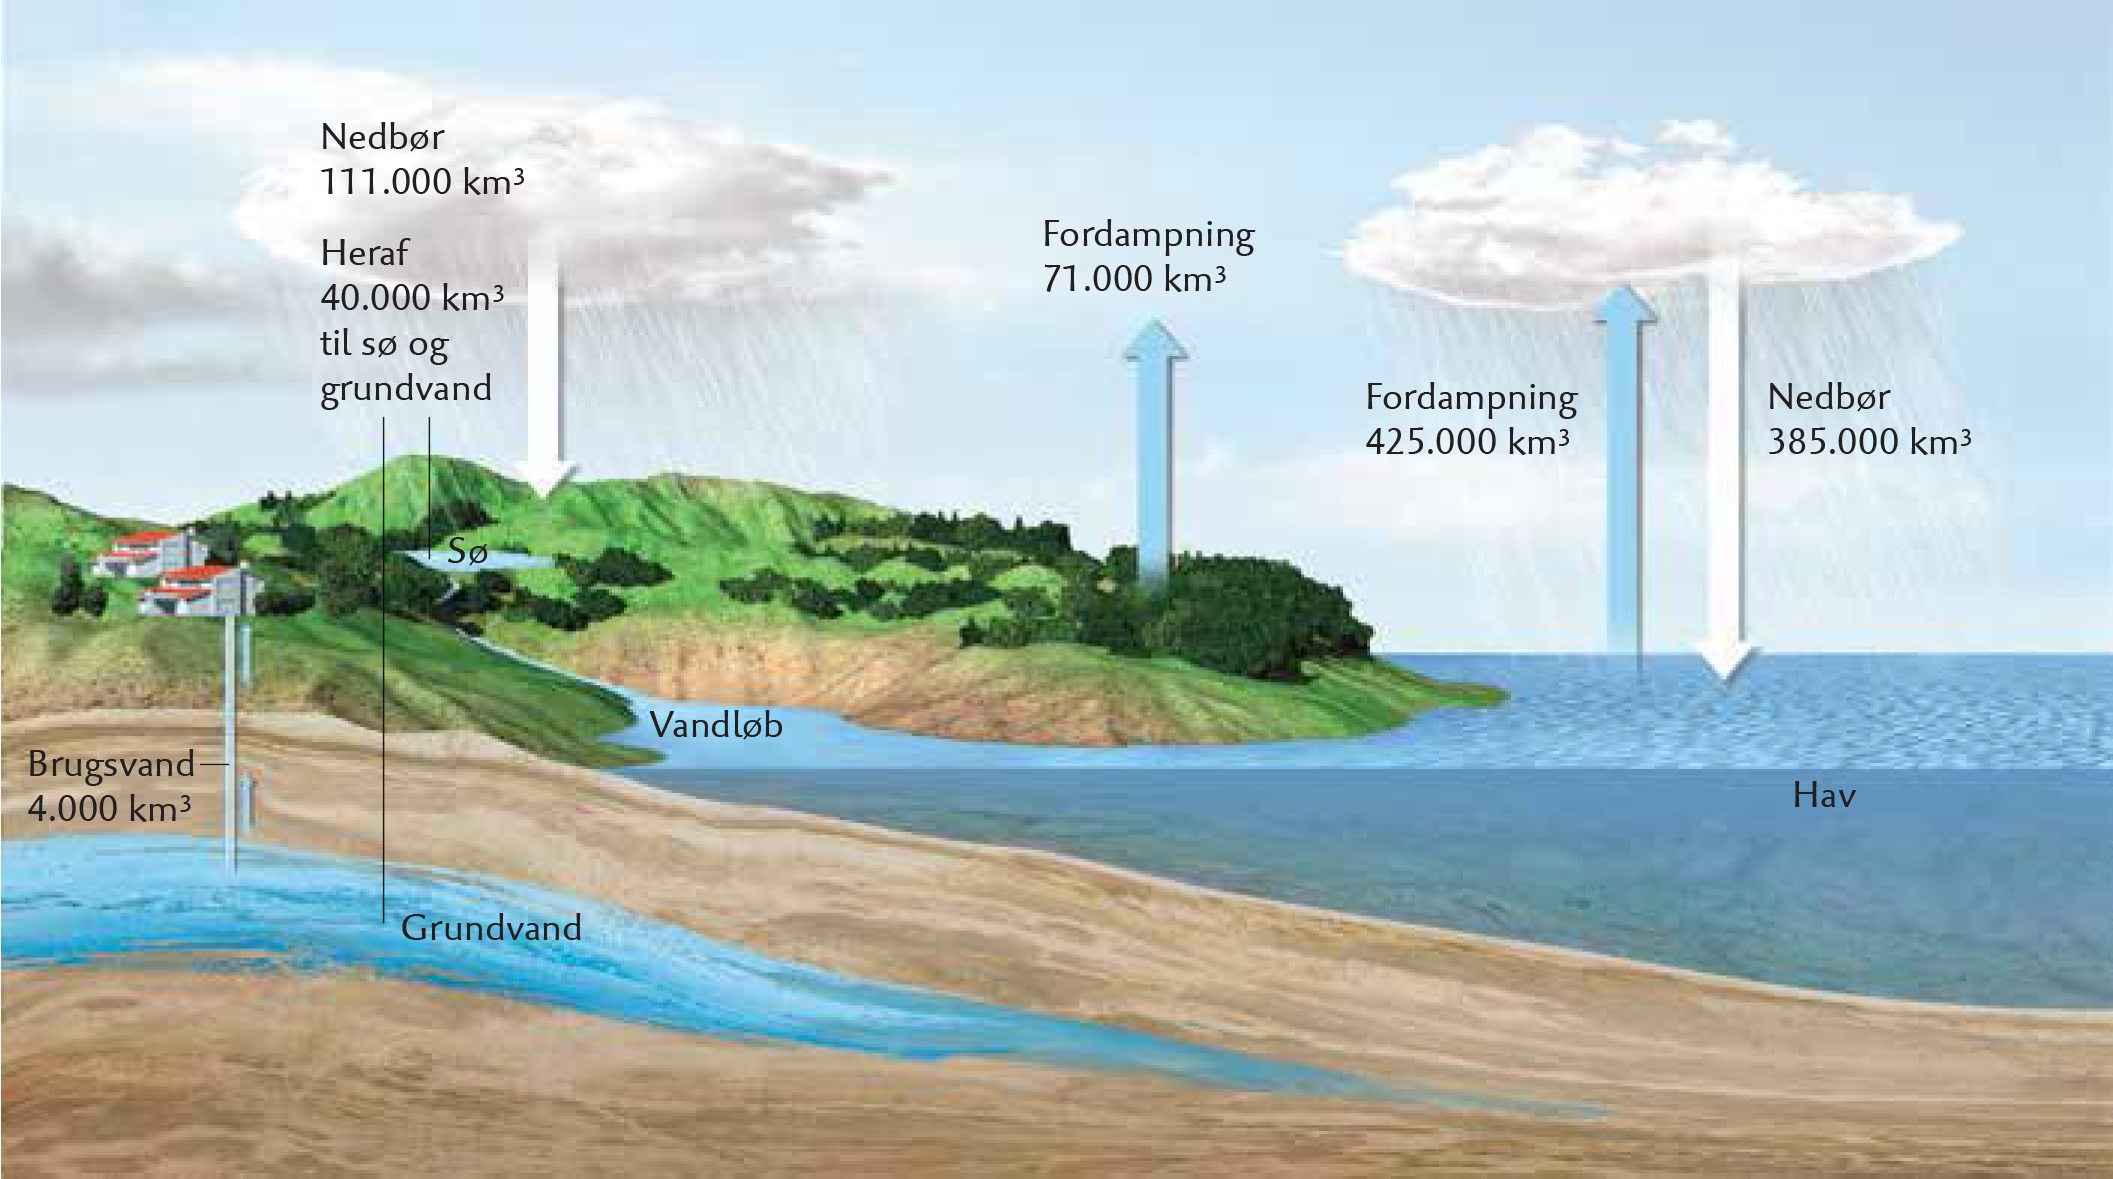 Nedbør
111.000 km³
Heraf
40.000 km³
til sø og
grundvand
Fordampning
71.000 km³
Fordampning
425.000 km³
Nedbør
385.000 km³
Sø
Vandløb
Brugsvand
4.000 km³
Hav
Grundvand